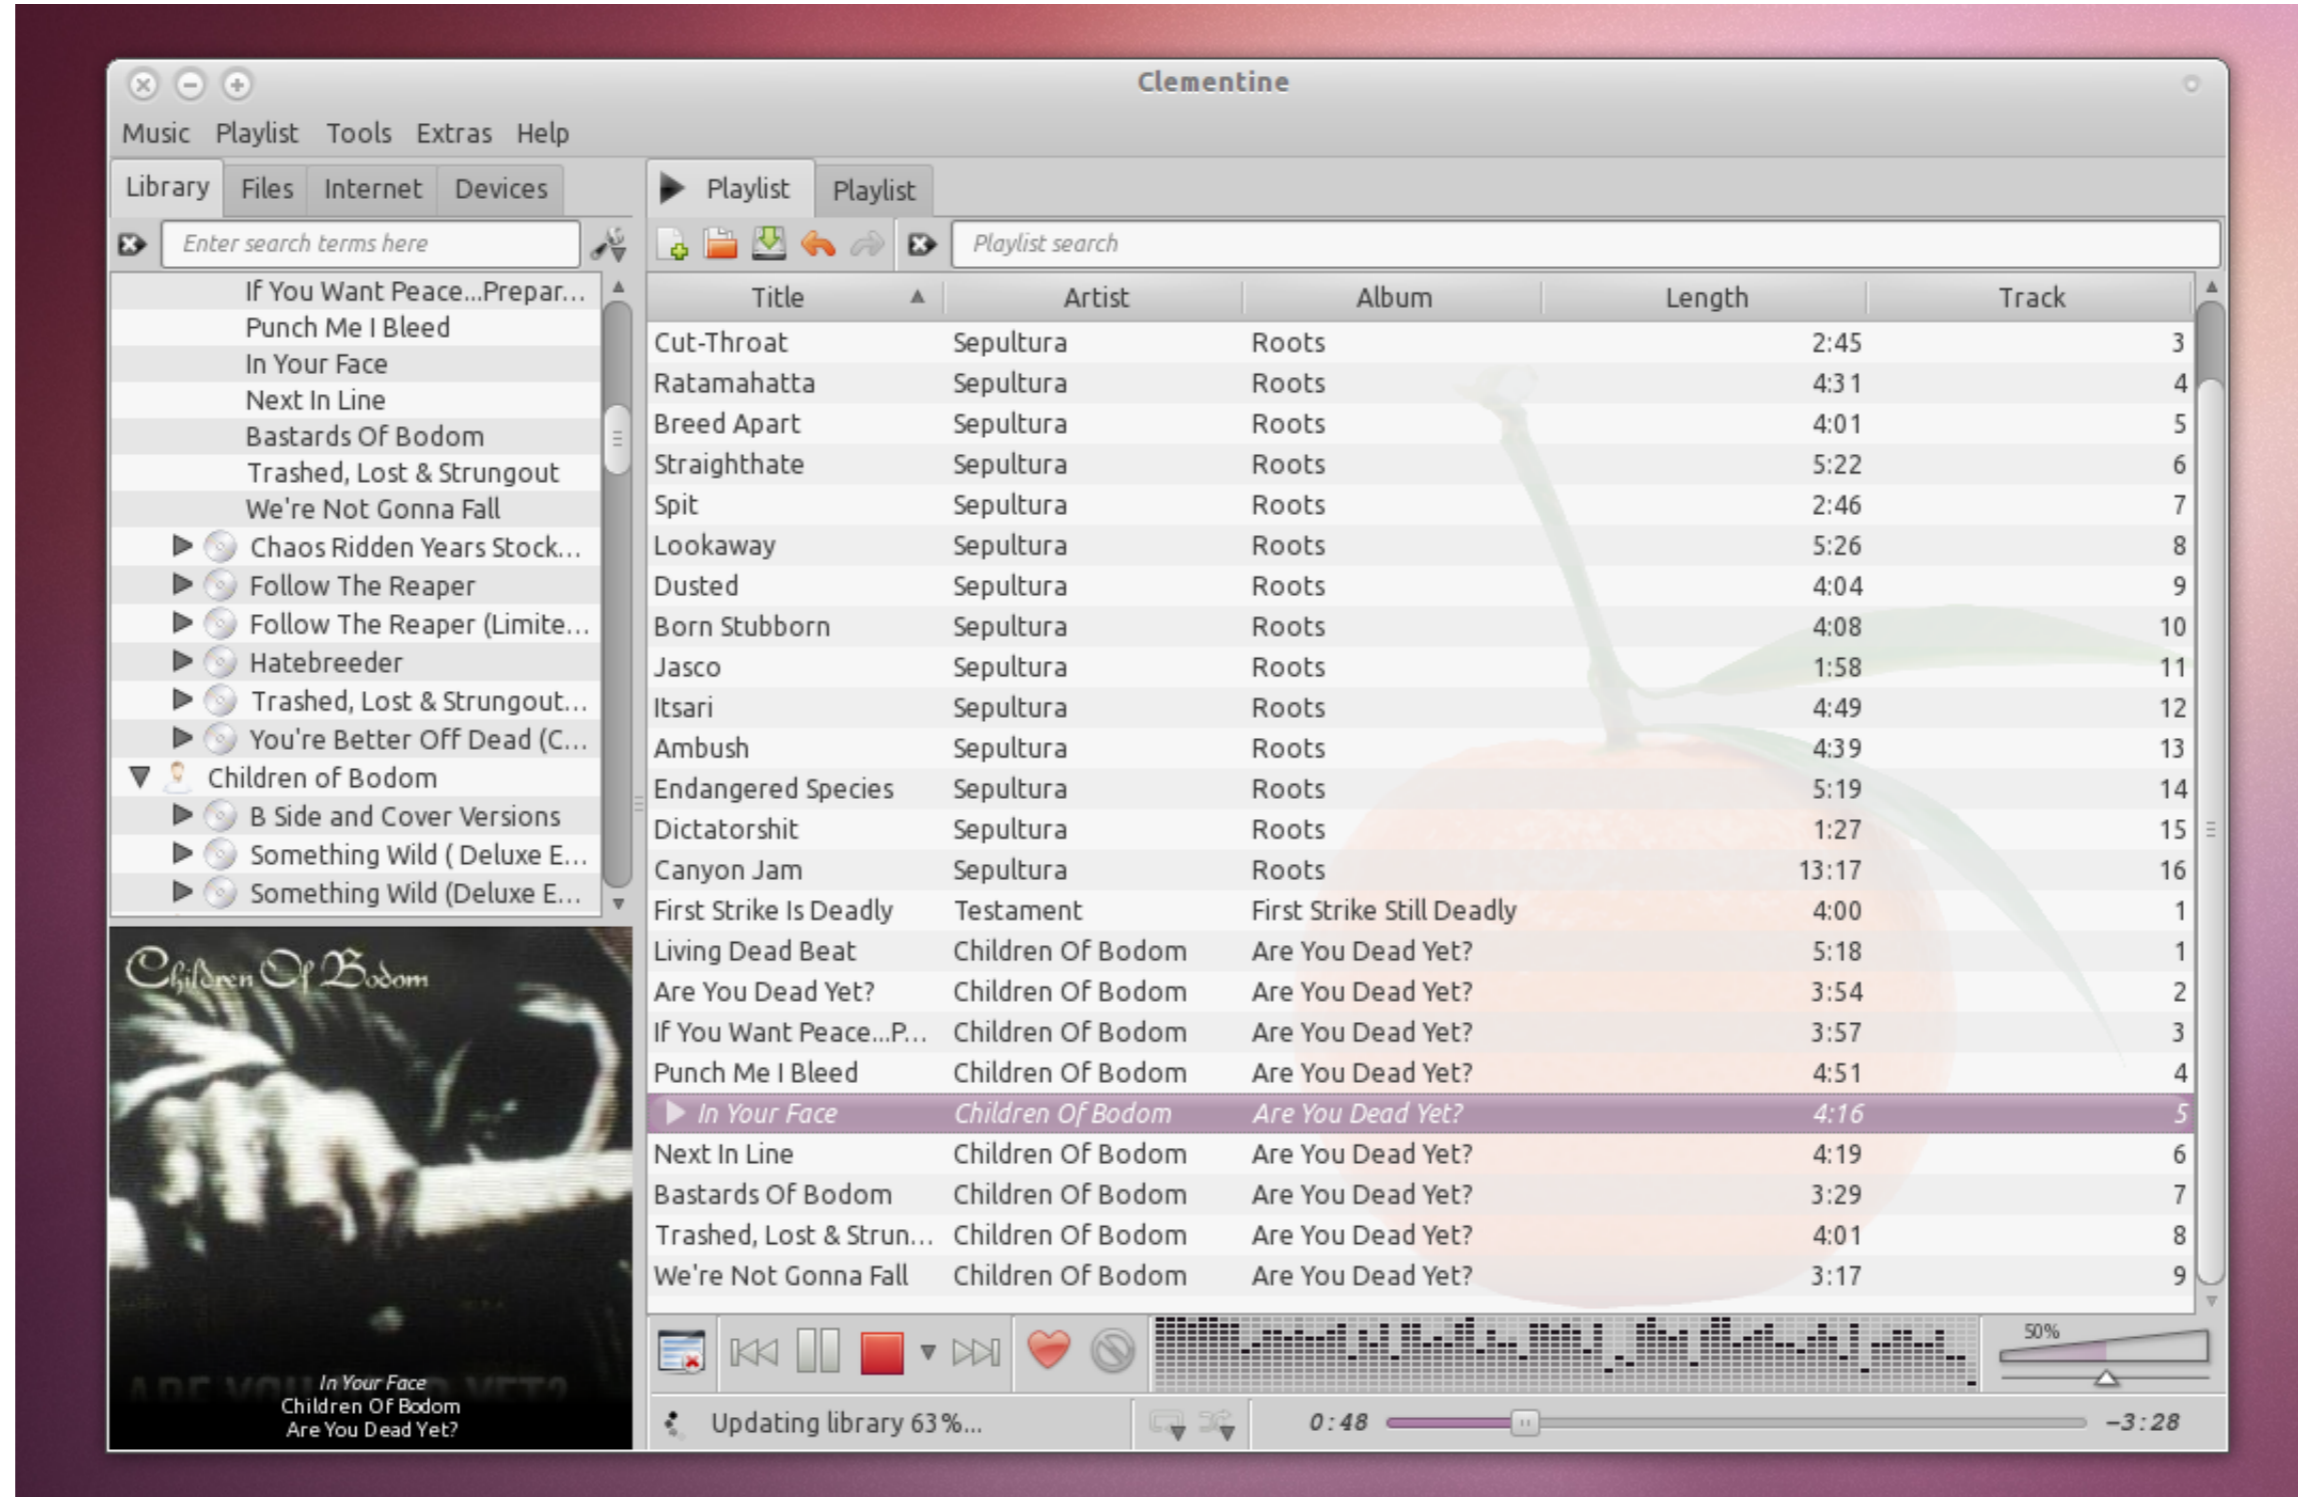 Clementine
Music Playlist Tools Extras Help
Library Files Internet Devices
Enter search terms here
If You Want Peace...Prepar...
Punch Me I Bleed
In Your Face
Next In Line
Bastards Of Bodom
Trashed, Lost & Strungout
We're Not Gonna Fall
Chaos Ridden Years Stock...
Follow The Reaper
Follow The Reaper (Limite...
Hatebreeder
Trashed, Lost & Strungout...
You're Better Off Dead (C...
Children of Bodom
B Side and Cover Versions
Something Wild ( Deluxe E...
Something Wild (Deluxe E...
Children Of Bodom
ARE YOU DEAD YET?
In Your Face
Children Of Bodom
Are You Dead Yet?
Playlist Playlist
Playlist search
Title Artist Album Length Track
Cut-Throat Sepultura Roots 2:45 3
Ratamahatta Sepultura Roots 4:31 4
Breed Apart Sepultura Roots 4:01 5
Straighthate Sepultura Roots 5:22 6
Spit Sepultura Roots 2:46 7
Lookaway Sepultura Roots 5:26 8
Dusted Sepultura Roots 4:04 9
Born Stubborn Sepultura Roots 4:08 10
Jasco Sepultura Roots 1:58 11
Itsari Sepultura Roots 4:49 12
Ambush Sepultura Roots 4:39 13
Endangered Species Sepultura Roots 5:19 14
Dictatorshit Sepultura Roots 1:27 15
Canyon Jam Sepultura Roots 13:17 16
First Strike Is Deadly Testament First Strike Still Deadly 4:00 1
Living Dead Beat Children Of Bodom Are You Dead Yet? 5:18 1
Are You Dead Yet? Children Of Bodom Are You Dead Yet? 3:54 2
If You Want Peace...P... Children Of Bodom Are You Dead Yet? 3:57 3
Punch Me I Bleed Children Of Bodom Are You Dead Yet? 4:51 4
In Your Face Children Of Bodom Are You Dead Yet? 4:16 5
Next In Line Children Of Bodom Are You Dead Yet? 4:19 6
Bastards Of Bodom Children Of Bodom Are You Dead Yet? 3:29 7
Trashed, Lost & Strun... Children Of Bodom Are You Dead Yet? 4:01 8
We're Not Gonna Fall Children Of Bodom Are You Dead Yet? 3:17 9
50%
Updating library 63%...
0:48 -3:28